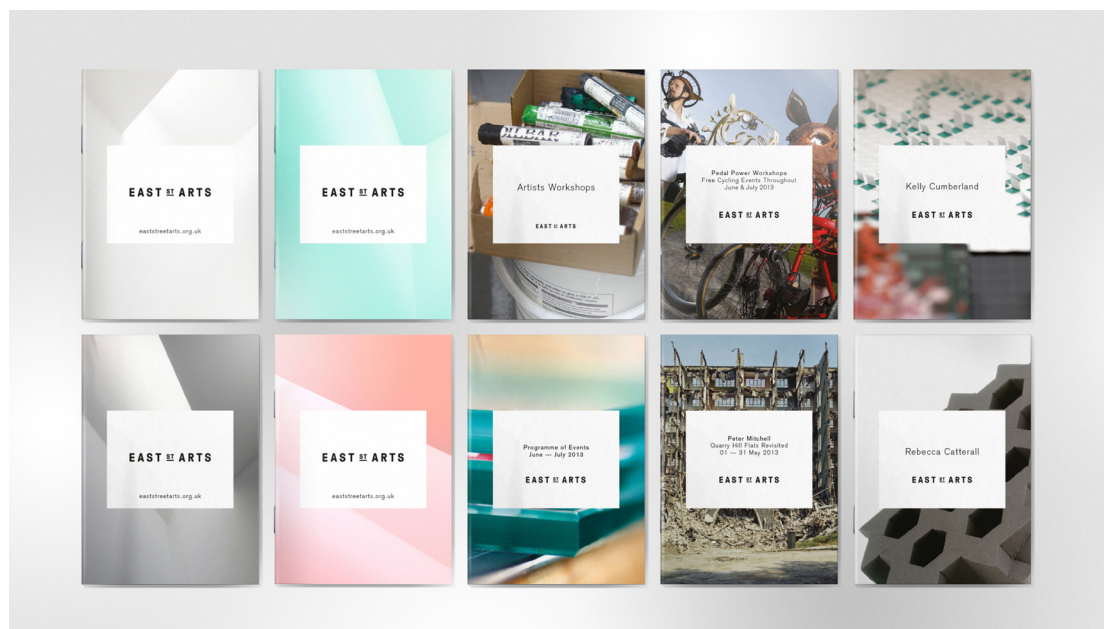 EAST ST ARTS
eaststreetarts.org.uk
EAST ST ARTS
eaststreetarts.org.uk
Artists Workshops
EAST ST ARTS
Pedal Power Workshops
Free Cycling Events Throughout
June & July 2013
EAST ST ARTS
Kelly Cumberland
EAST ST ARTS
EAST ST ARTS
eaststreetarts.org.uk
EAST ST ARTS
eaststreetarts.org.uk
Programme of Events
June — July 2013
EAST ST ARTS
Peter Mitchell
Quarry Hill Flats Revisited
01 — 31 May 2013
EAST ST ARTS
Rebecca Catterall
EAST ST ARTS